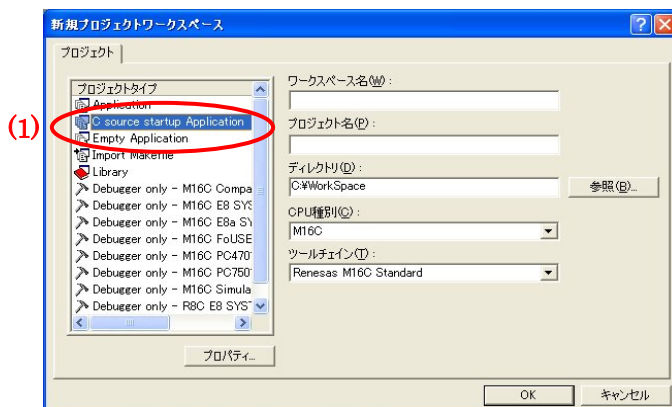 新規プロジェクトワークスペース
プロジェクト
プロジェクトタイプ
Application
(1)
C source startup Application
Empty Application
Import Makefile
Library
Debugger only - M16C Compa
Debugger only - M16C E8 SYS
Debugger only - M16C E8a SY
Debugger only - M16C FoUSE
Debugger only - M16C PC470
Debugger only - M16C PC750
Debugger only - M16C Simula
Debugger only - R8C E8 SYS
プロパティ...
ワークスペース名(W) :
プロジェクト名(P) :
ディレクトリ(D) :
C:¥WorkSpace
参照(B)...
CPU種別(C) :
M16C
ツールチェイン(T) :
Renesas M16C Standard
OK
キャンセル